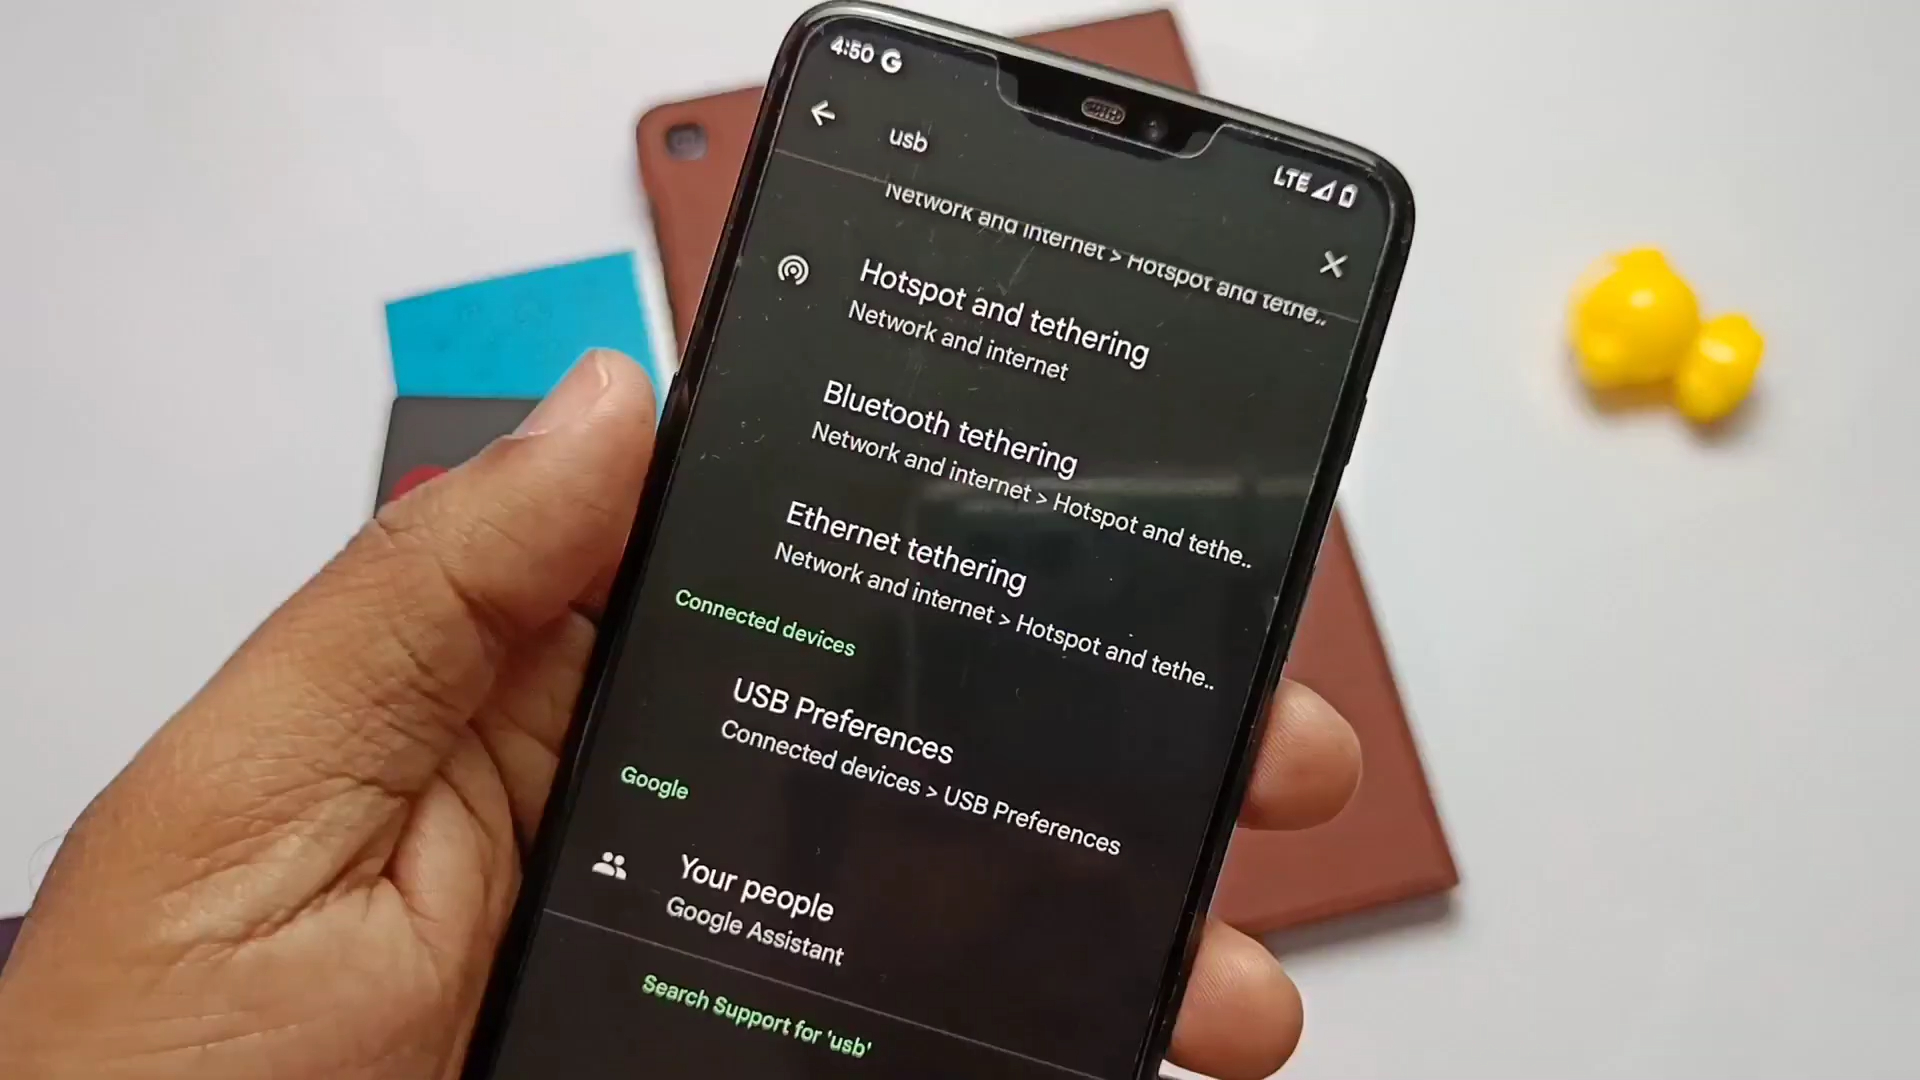 4:50 G
LTE
usb
Network and internet > Hotspot and tethe..
Hotspot and tethering
Network and internet
Bluetooth tethering
Network and internet > Hotspot and tethe..
Ethernet tethering
Network and internet > Hotspot and tethe..
Connected devices
USB Preferences
Connected devices > USB Preferences
Google
Your people
Google Assistant
Search Support for 'usb'